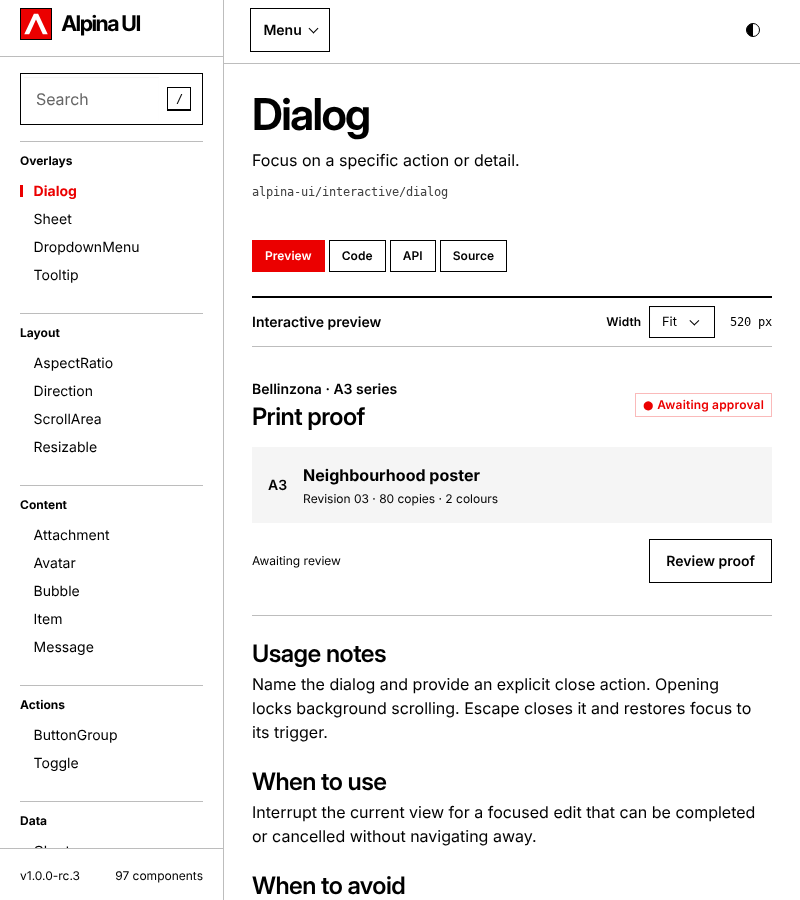 Alpina UI
Search
/
Overlays
Dialog
Sheet
DropdownMenu
Tooltip
Layout
AspectRatio
Direction
ScrollArea
Resizable
Content
Attachment
Avatar
Bubble
Item
Message
Actions
ButtonGroup
Toggle
Data
v1.0.0-rc.3
97 components
Menu
Dialog
Focus on a specific action or detail.
alpina-ui/interactive/dialog
Preview
Code
API
Source
Interactive preview
Width
Fit
520 px
Bellinzona · A3 series
Print proof
Awaiting approval
A3
Neighbourhood poster
Revision 03 · 80 copies · 2 colours
Awaiting review
Review proof
Usage notes
Name the dialog and provide an explicit close action. Opening
locks background scrolling. Escape closes it and restores focus to
its trigger.
When to use
Interrupt the current view for a focused edit that can be completed
or cancelled without navigating away.
When to avoid